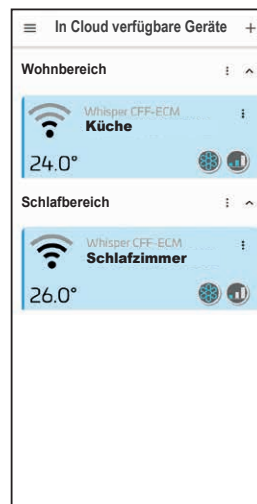 In Cloud verfügbare Geräte
Wohnbereich
Whisper CFF-ECM
Küche
24.0°
Schlafbereich
Whisper CFF-ECM
Schlafzimmer
26.0°